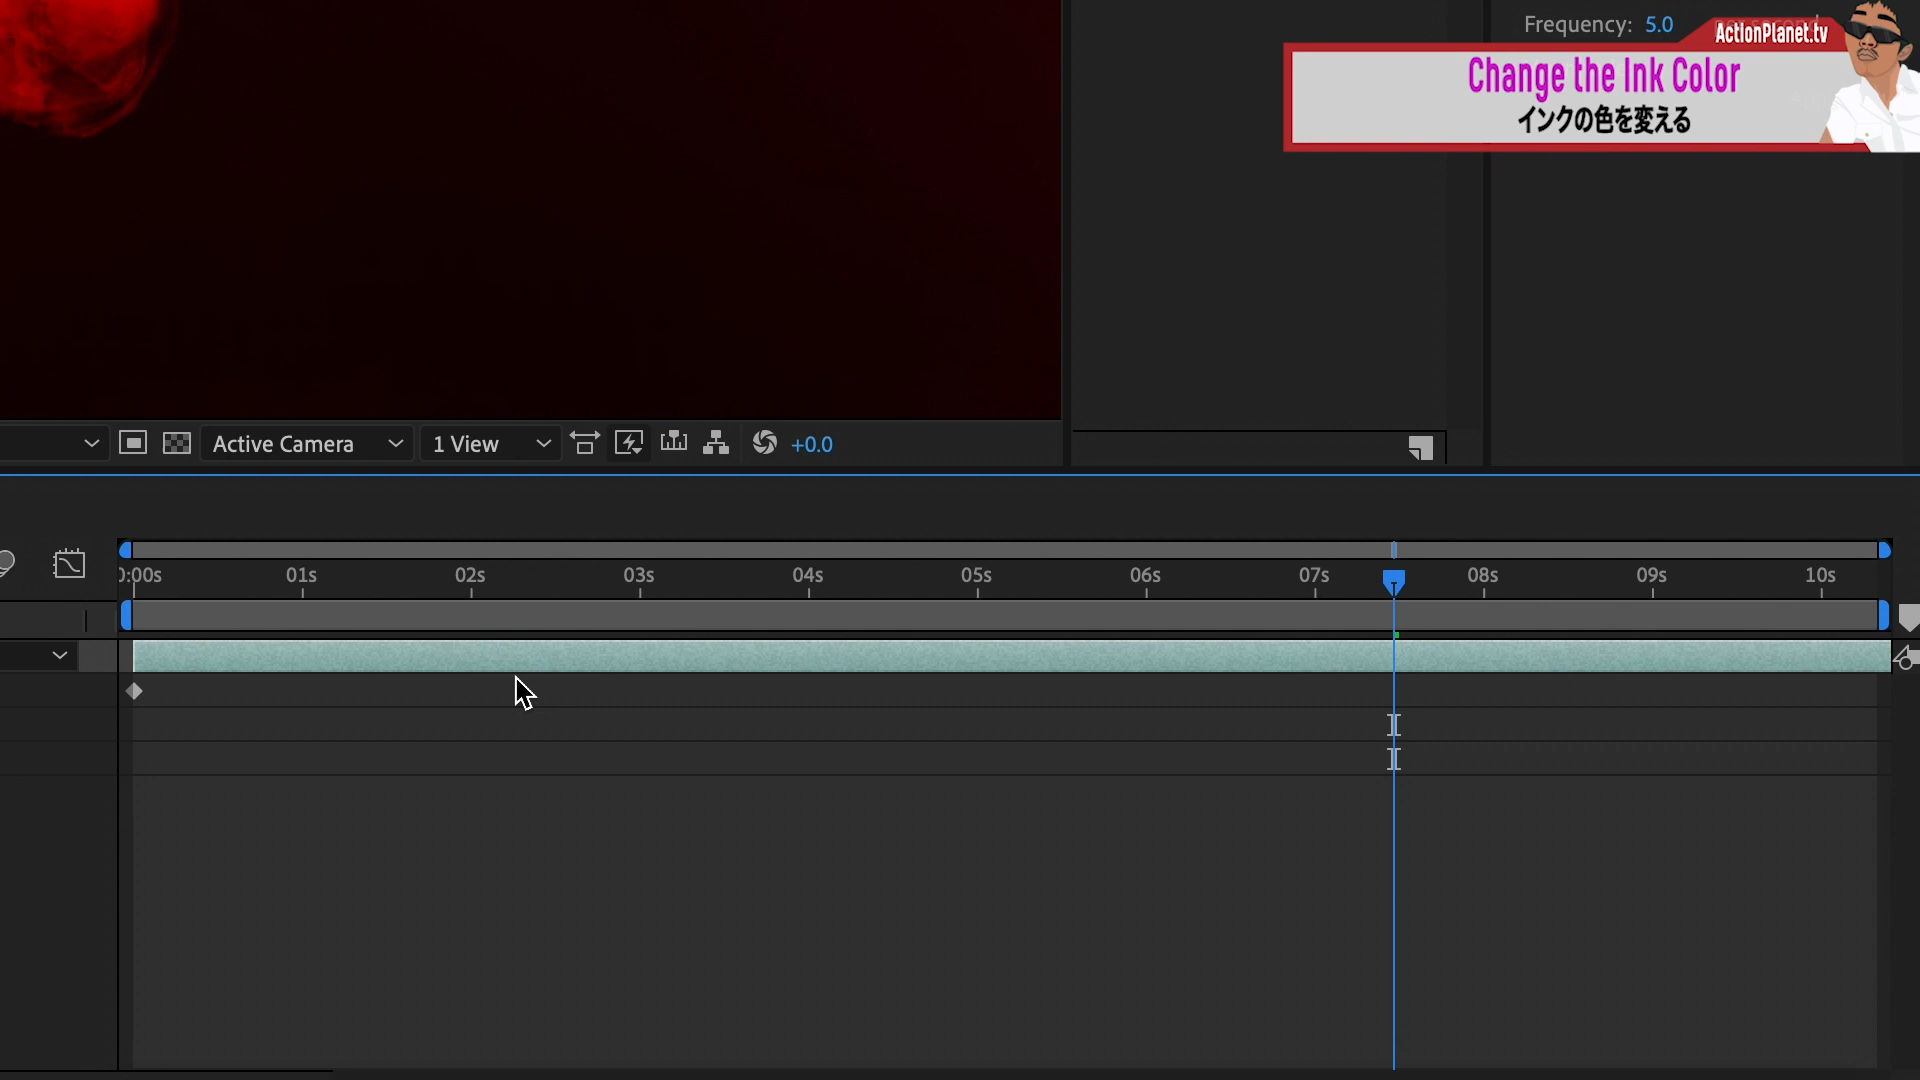 Frequency: 5.0
ActionPlanet.tv
Change the Ink Color
インクの色を変える
Active Camera
1 View
+0.0
0:00s 01s 02s 03s 04s 05s 06s 07s 08s 09s 10s